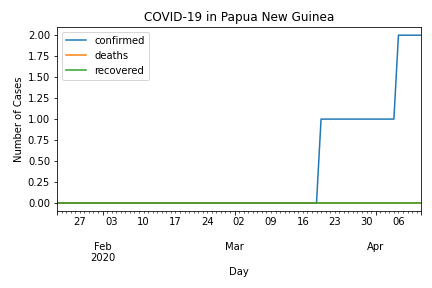 COVID-19 in Papua New Guinea
confirmed
deaths
recovered
Number of Cases
2.00
1.75
1.50
1.25
1.00
0.75
0.50
0.25
0.00
27 03 10 17 24 02 09 16 23 30 06
Feb Mar Apr
2020
Day